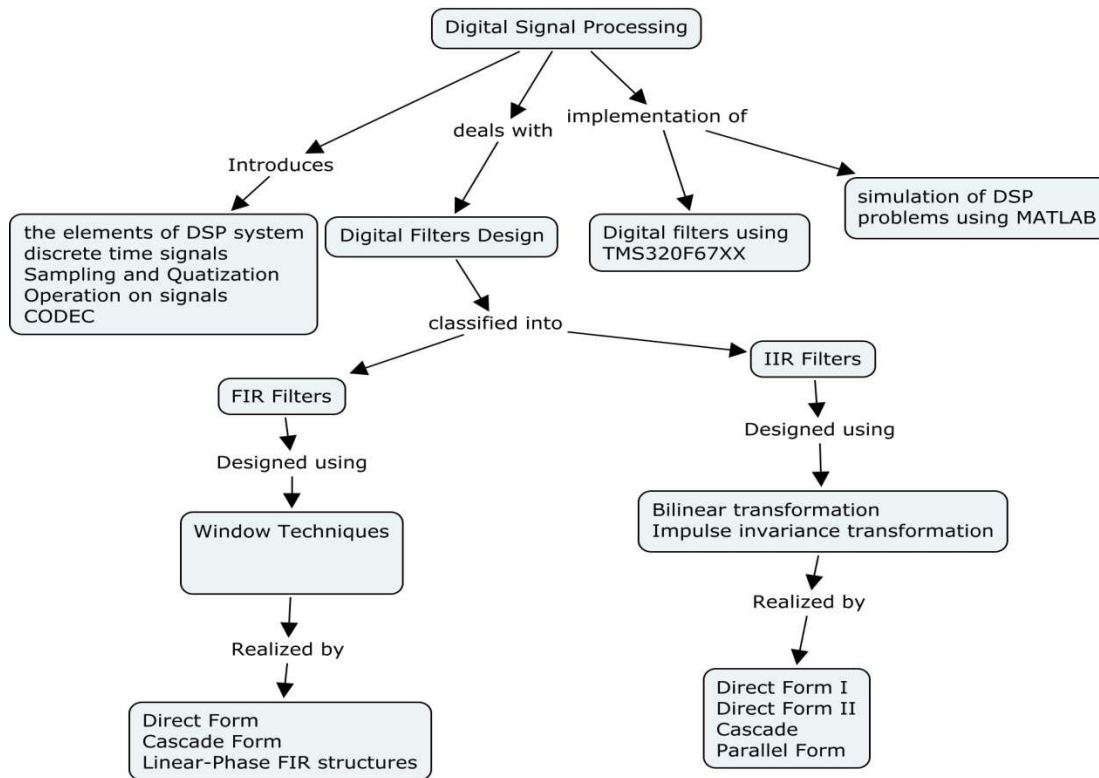 Digital Signal Processing
Introduces
deals with
implementation of
the elements of DSP system
discrete time signals
Sampling and Quatization
Operation on signals
CODEC
Digital Filters Design
Digital filters using
TMS320F67XX
simulation of DSP
problems using MATLAB
classified into
FIR Filters
Designed using
Window Techniques
Realized by
Direct Form
Cascade Form
Linear-Phase FIR structures
IIR Filters
Designed using
Bilinear transformation
Impulse invariance transformation
Realized by
Direct Form I
Direct Form II
Cascade
Parallel Form